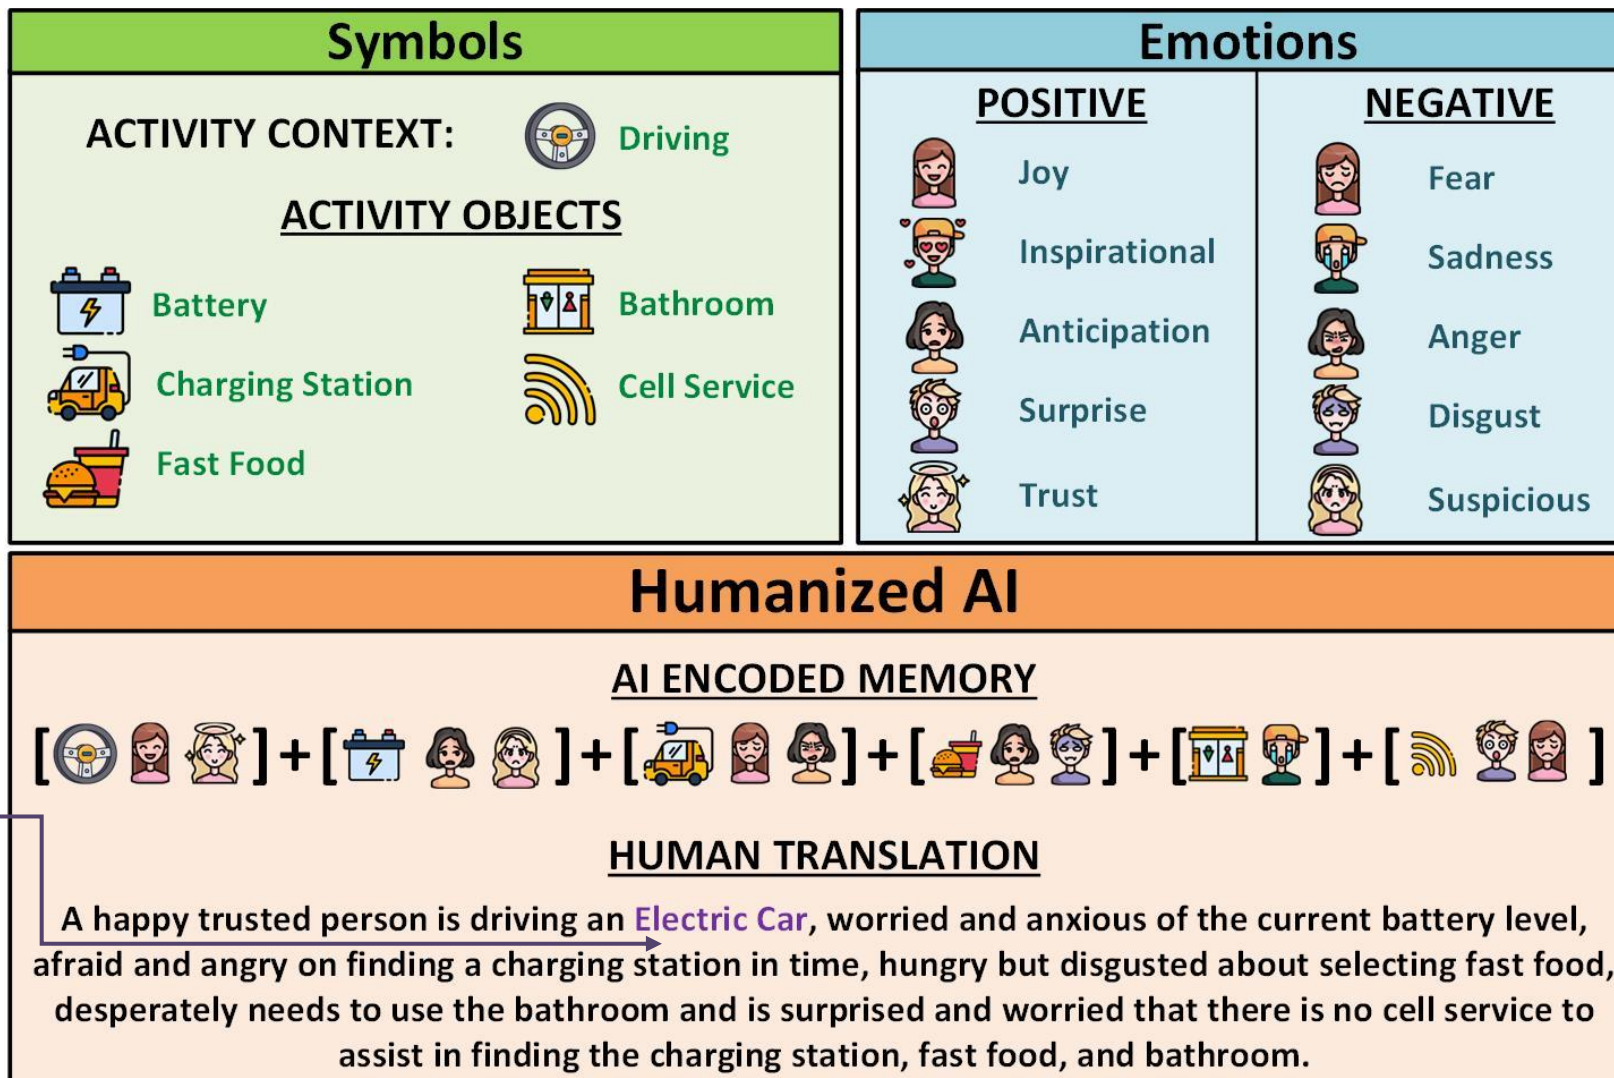 Symbols
ACTIVITY CONTEXT:
Driving
ACTIVITY OBJECTS
Battery
Bathroom
Charging Station
Cell Service
Fast Food
Emotions
POSITIVE
Joy
Inspirational
Anticipation
Surprise
Trust
NEGATIVE
Fear
Sadness
Anger
Disgust
Suspicious
Humanized AI
AI ENCODED MEMORY
[ ]+[ ]+[ ]+[ ]+[ ]+[ ]
HUMAN TRANSLATION
A happy trusted person is driving an Electric Car, worried and anxious of the current battery level,
afraid and angry on finding a charging station in time, hungry but disgusted about selecting fast food,
desperately needs to use the bathroom and is surprised and worried that there is no cell service to
assist in finding the charging station, fast food, and bathroom.